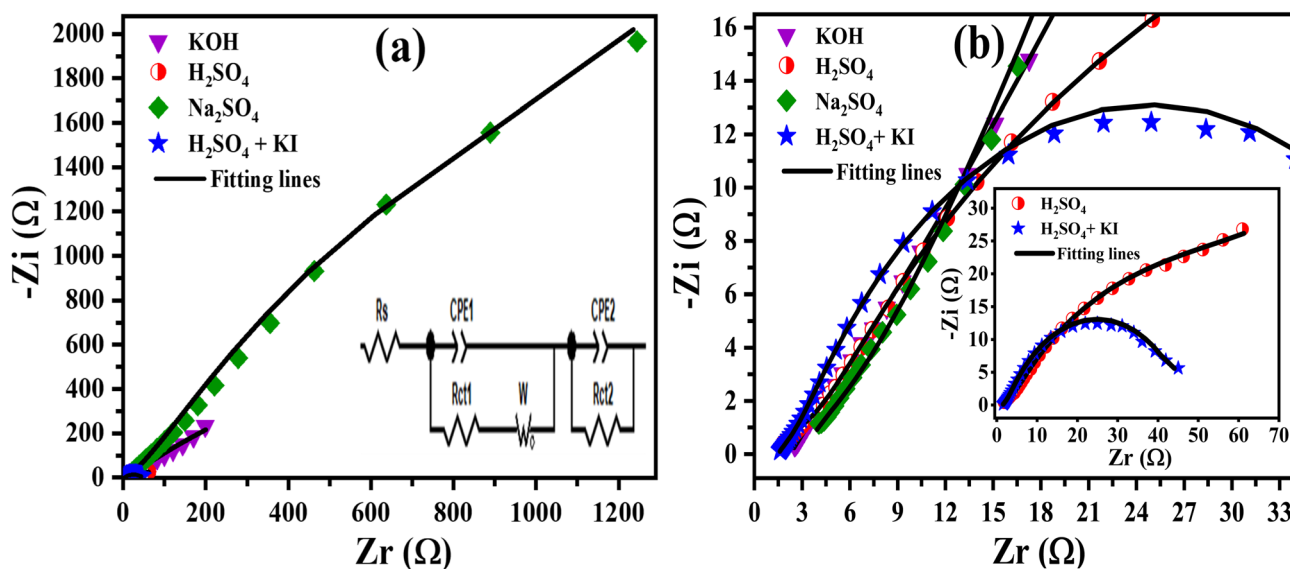 (a)
KOH
H₂SO₄
Na₂SO₄
H₂SO₄ + KI
Fitting lines
-Zi (Ω)
2000
1800
1600
1400
1200
1000
800
600
400
200
0
Rs
CPE1
CPE2
Rct1
W
o
Rct2
0 200 400 600 800 1000 1200
Zr (Ω)
(b)
KOH
H₂SO₄
Na₂SO₄
H₂SO₄+ KI
Fitting lines
-Zi (Ω)
16
14
12
10
8
6
4
2
0
H₂SO₄
H₂SO₄+ KI
Fitting lines
-Zi (Ω)
30
25
20
15
10
5
0
0 10 20 30 40 50 60 70
Zr (Ω)
0 3 6 9 12 15 18 21 24 27 30 33
Zr (Ω)